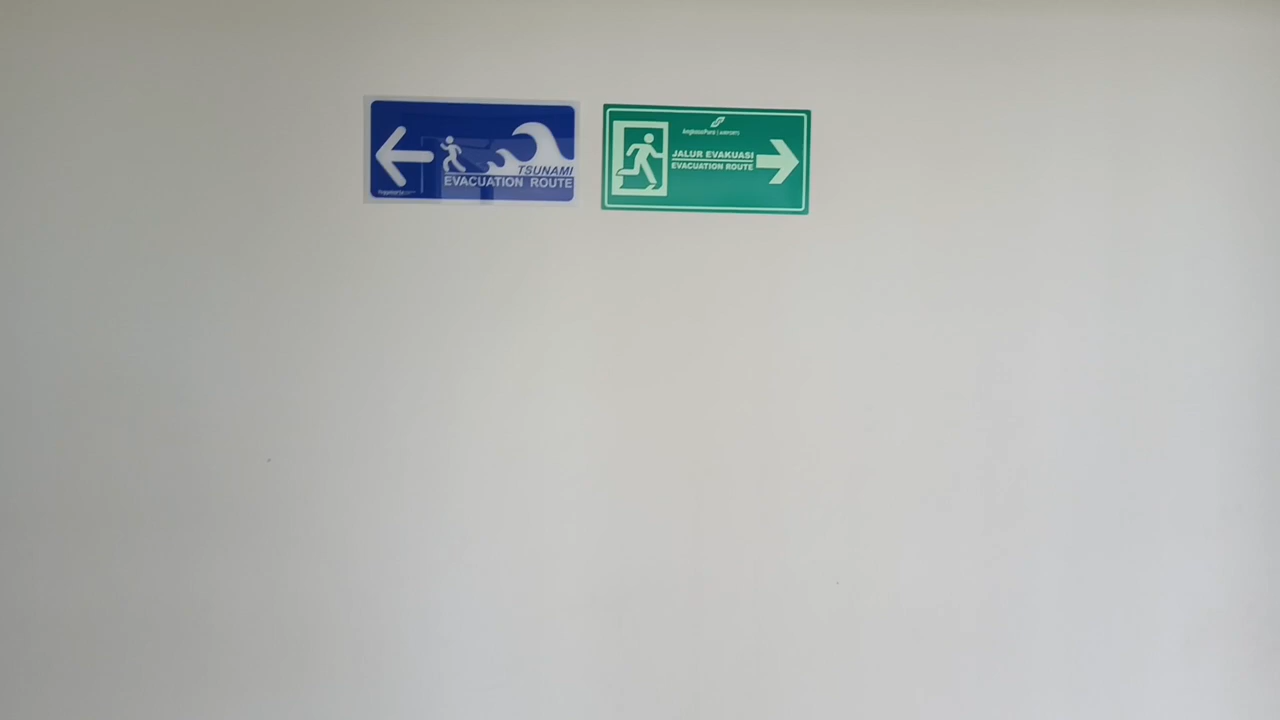 TSUNAMI
EVACUATION ROUTE
AngkasaPura | AIRPORTS
JALUR EVAKUASI
EVACUATION ROUTE